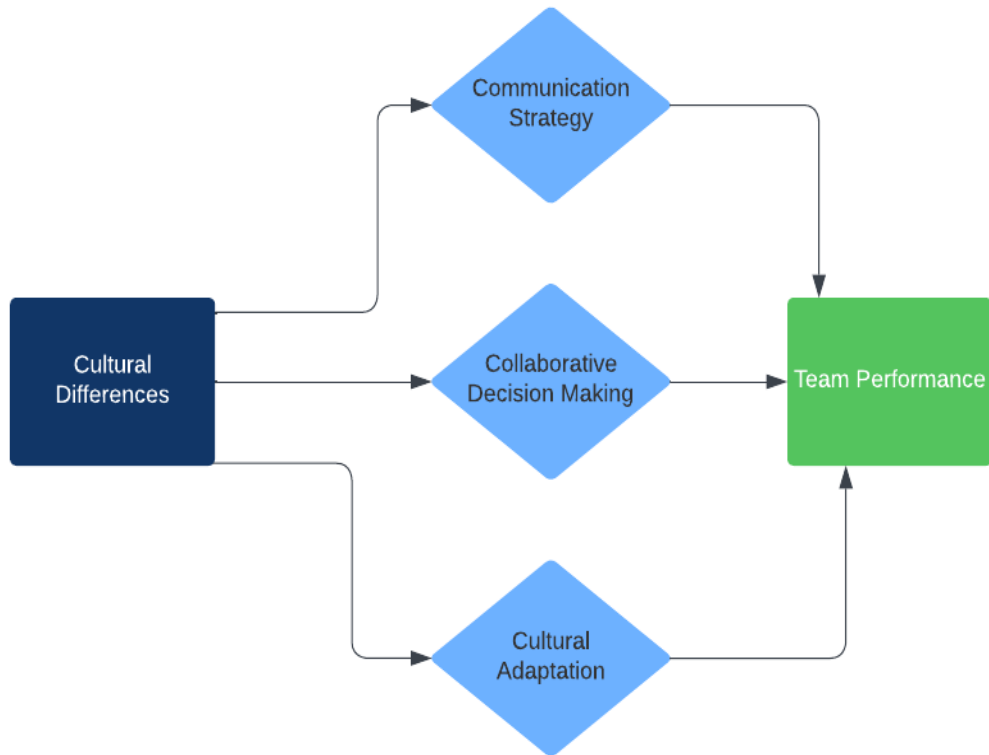 Communication
Strategy
Cultural
Differences
Collaborative
Decision Making
Team Performance
Cultural
Adaptation